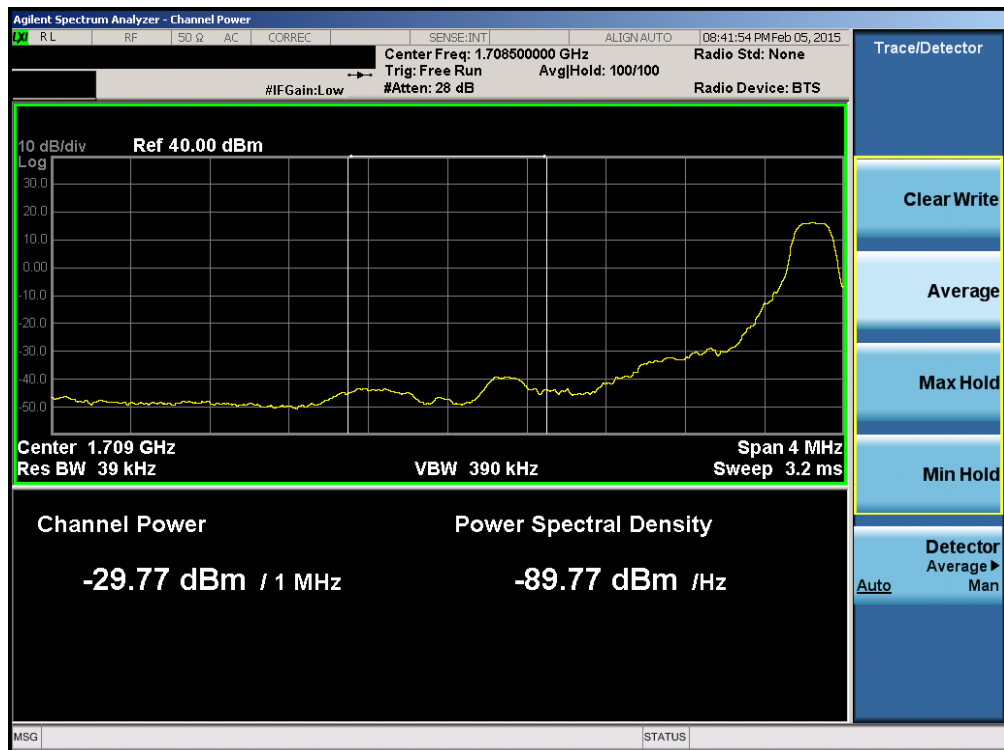 Agilent Spectrum Analyzer - Channel Power
LXI RL RF 50 Ω AC CORREC SENSE:INT ALIGN AUTO 08:41:54 PM Feb 05, 2015
Center Freq: 1.708500000 GHz Radio Std: None
Trig: Free Run Avg|Hold: 100/100
#IFGain:Low #Atten: 28 dB Radio Device: BTS
10 dB/div Ref 40.00 dBm
Log
30.0
20.0
10.0
0.00
-10.0
-20.0
-30.0
-40.0
-50.0
Center 1.709 GHz Span 4 MHz
Res BW 39 kHz VBW 390 kHz Sweep 3.2 ms
Channel Power Power Spectral Density
-29.77 dBm / 1 MHz -89.77 dBm /Hz
MSG STATUS
Trace/Detector
Clear Write
Average
Max Hold
Min Hold
Detector
Average
Auto Man